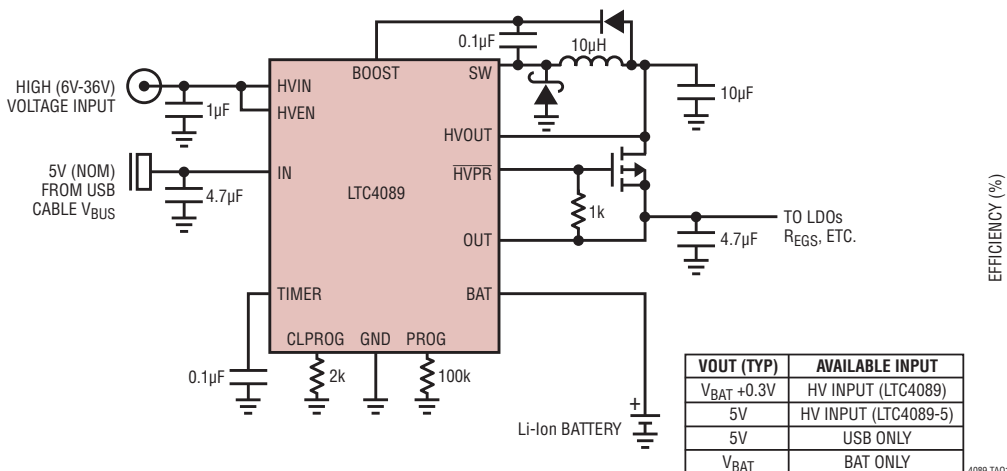 0.1µF
10µH
BOOST
SW
HIGH (6V-36V)
VOLTAGE INPUT
HVIN
10µF
1µF
HVEN
HVOUT
5V (NOM)
FROM USB
CABLE VBUS
IN
HVPR
LTC4089
4.7µF
1k
TO LDOs
REGS, ETC.
OUT
4.7µF
EFFICIENCY (%)
TIMER
BAT
CLPROG GND PROG
0.1µF
2k
100k
Li-Ion BATTERY
+
VOUT (TYP) AVAILABLE INPUT
VBAT +0.3V HV INPUT (LTC4089)
5V HV INPUT (LTC4089-5)
5V USB ONLY
VBAT BAT ONLY